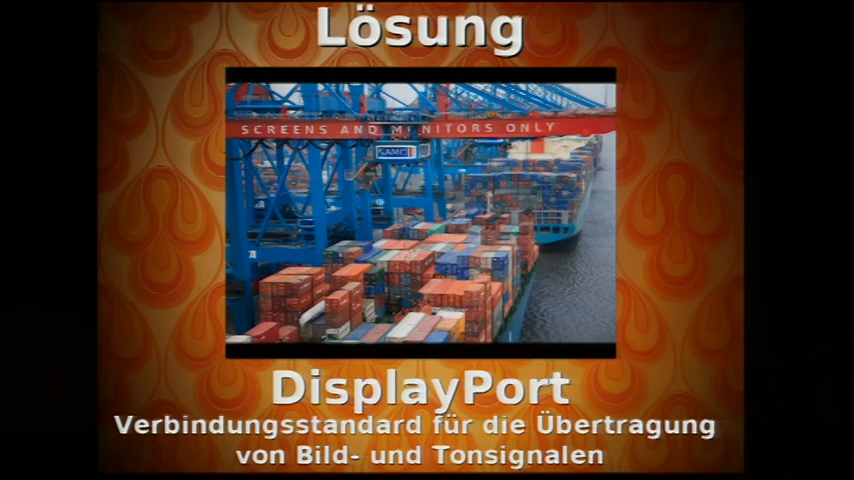 Lösung
SCREENS AND MONITORS ONLY
DisplayPort
Verbindungsstandard für die Übertragung
von Bild- und Tonsignalen